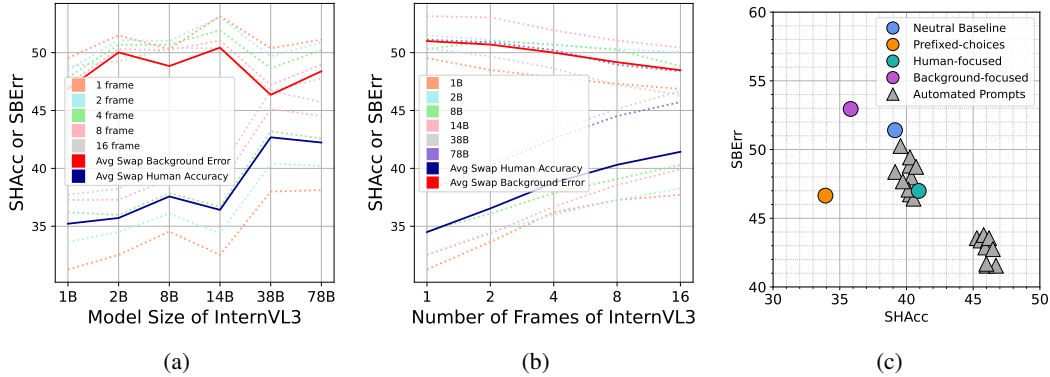 SHAcc or SBErr
50
45
40
35
1 frame
2 frame
4 frame
8 frame
16 frame
Avg Swap Background Error
Avg Swap Human Accuracy
1B 2B 8B 14B 38B 78B
Model Size of InternVL3
(a)
SHAcc or SBErr
50
45
40
35
1B
2B
8B
14B
38B
78B
Avg Swap Human Accuracy
Avg Swap Background Error
1 2 4 8 16
Number of Frames of InternVL3
(b)
SBErr
60
55
50
45
40
Neutral Baseline
Prefixed-choices
Human-focused
Background-focused
Automated Prompts
30 35 40 45 50
SHAcc
(c)